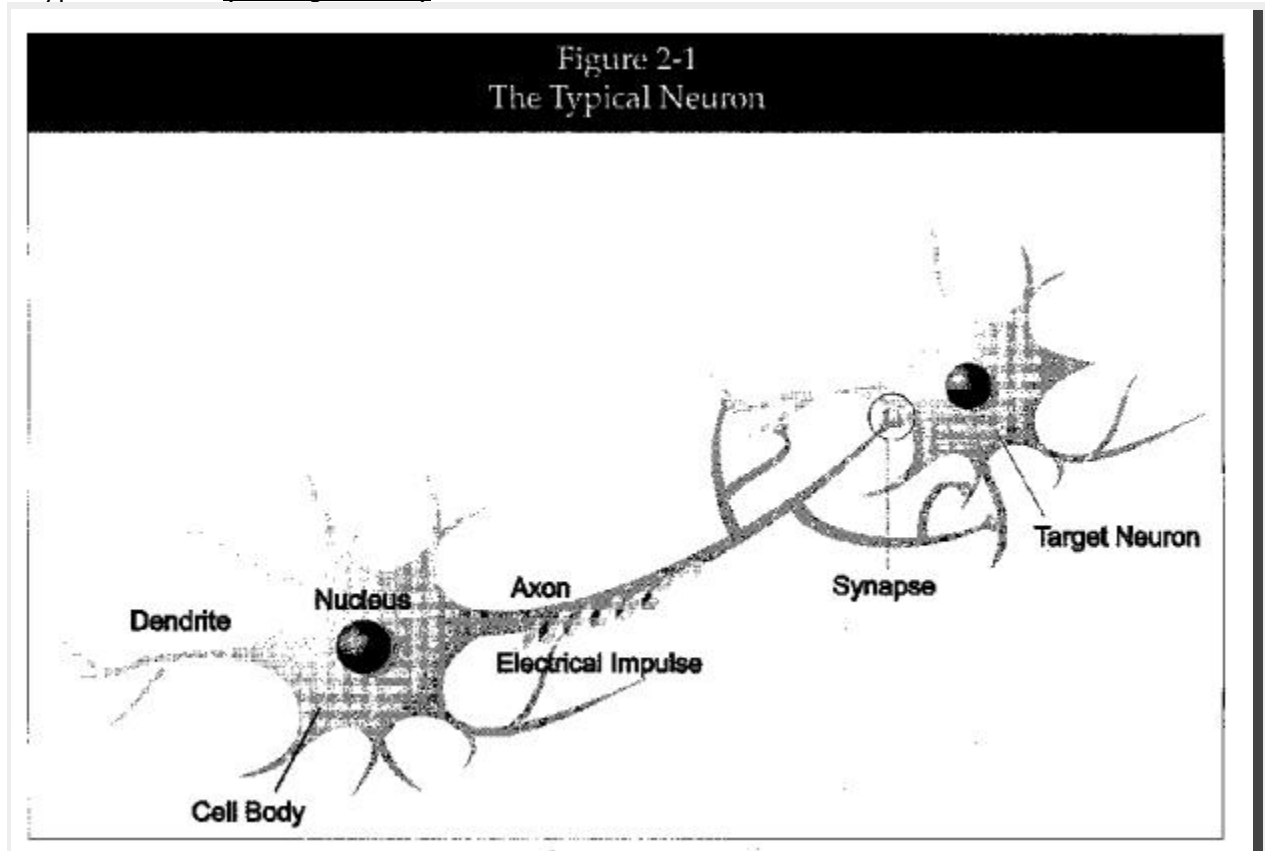 Figure 2-1
The Typical Neuron
Target Neuron
Synapse
Axon
Nucleus
Dendrite
Electrical Impulse
Cell Body